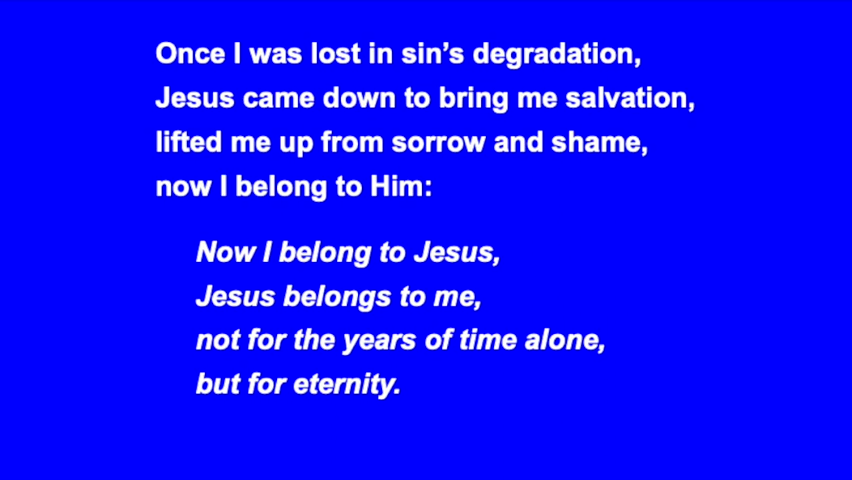 Once I was lost in sin’s degradation,
Jesus came down to bring me salvation,
lifted me up from sorrow and shame,
now I belong to Him:
Now I belong to Jesus,
Jesus belongs to me,
not for the years of time alone,
but for eternity.